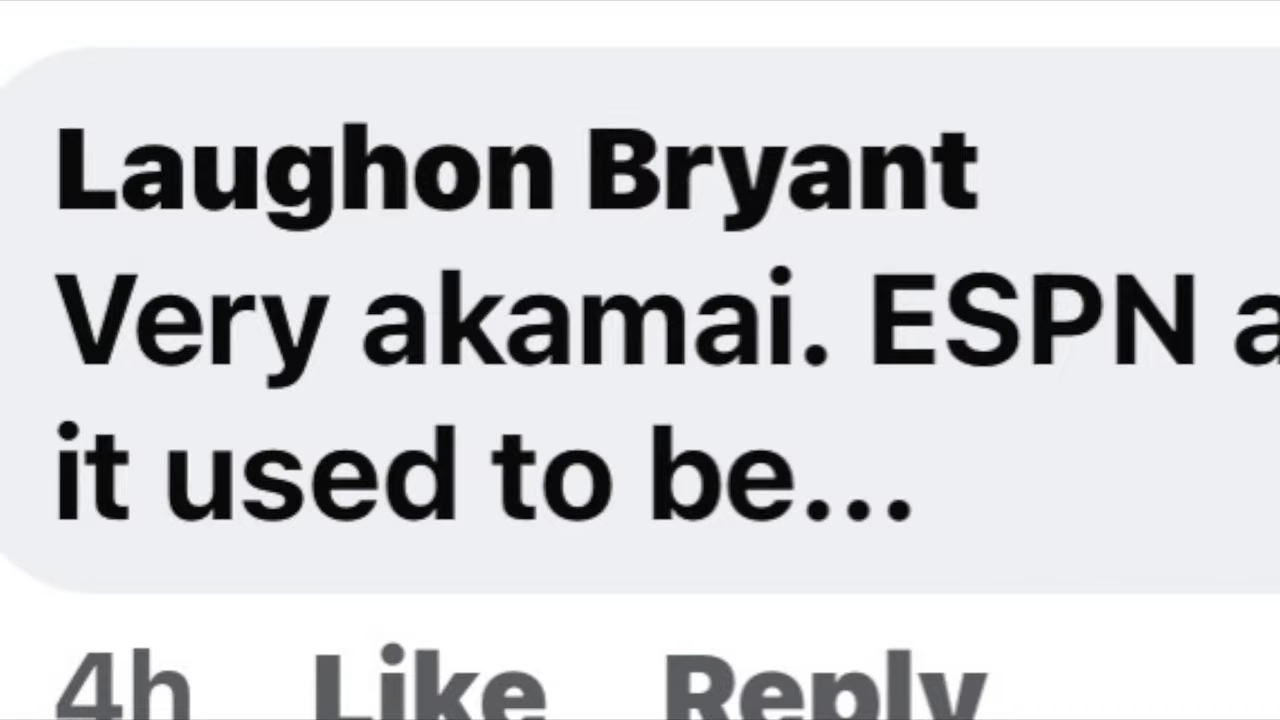 Laughon Bryant
Very akamai. ESPN
it used to be...
4h Like Reply